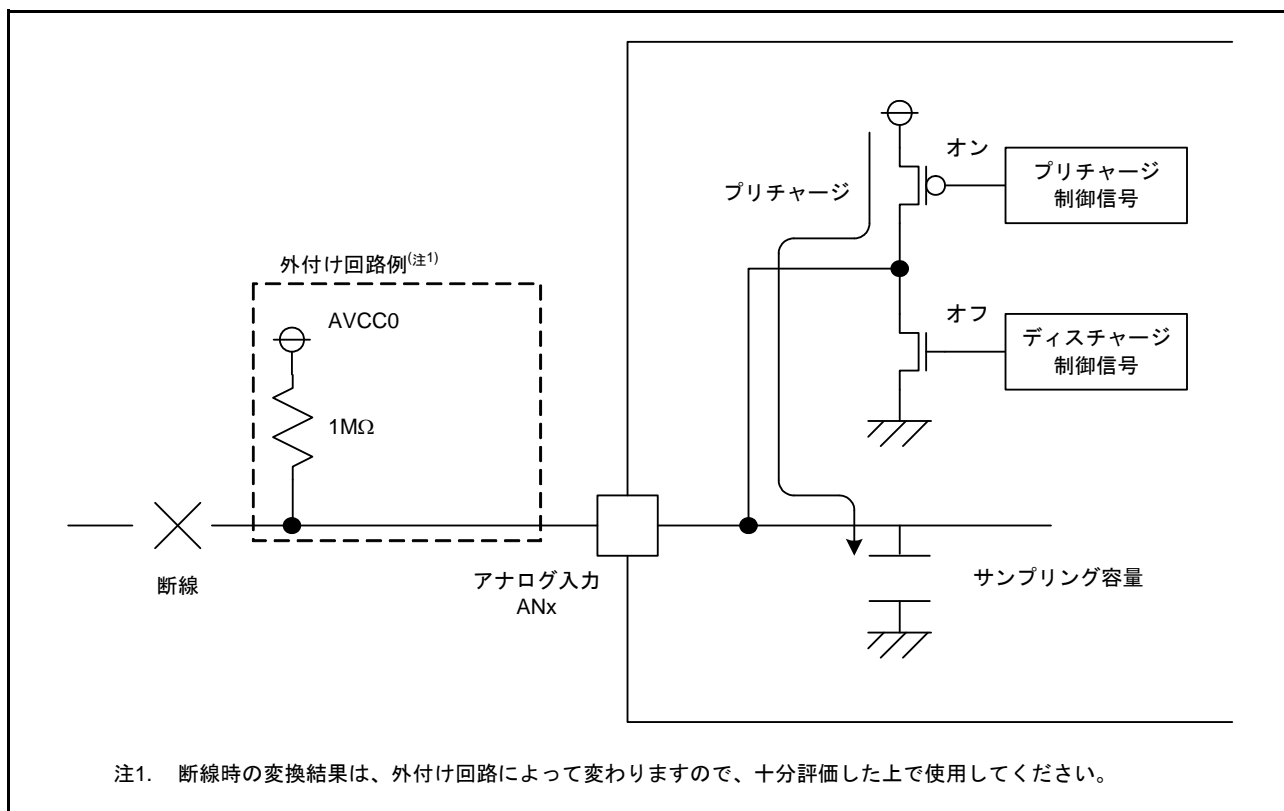 オン
プリチャージ
制御信号
プリチャージ
外付け回路例(注1)
AVCC0
オフ
ディスチャージ
制御信号
1MΩ
断線
アナログ入力
ANx
サンプリング容量
注1. 断線時の変換結果は、外付け回路によって変わりますので、十分評価した上で使用してください。